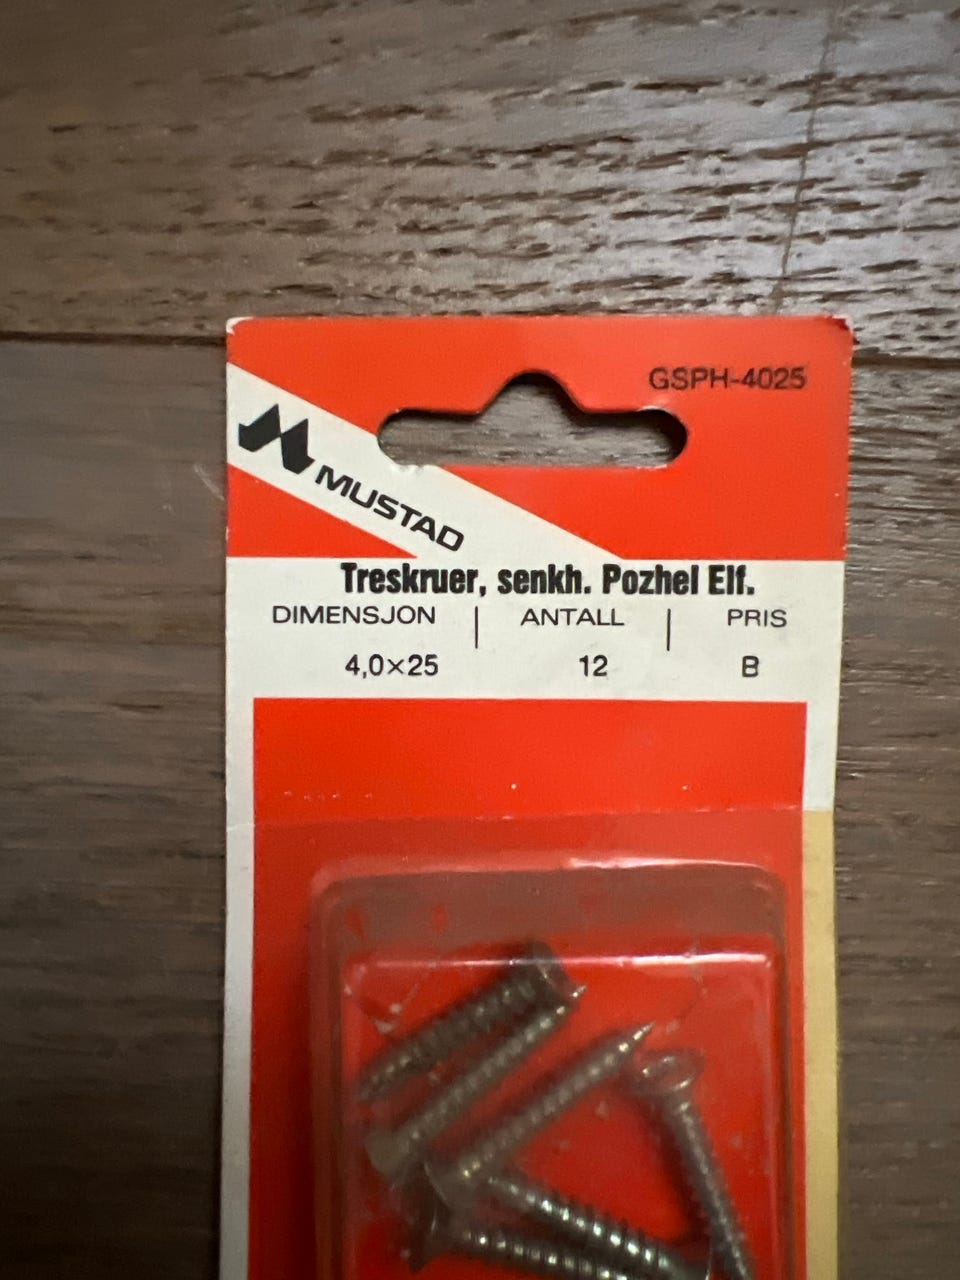 GSPH-4025
MUSTAD
Treskruer, senkh. Pozhel Elf.
DIMENSJON | ANTALL | PRIS
4,0×25 12 B